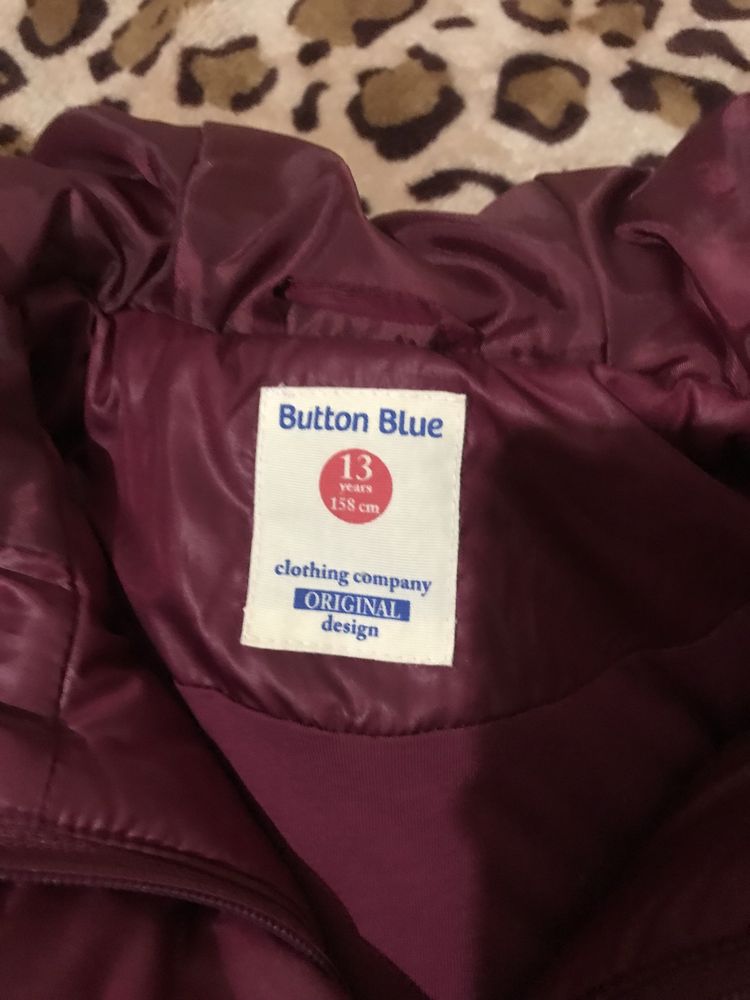 Button Blue
13
years
158 cm
clothing company
ORIGINAL
design